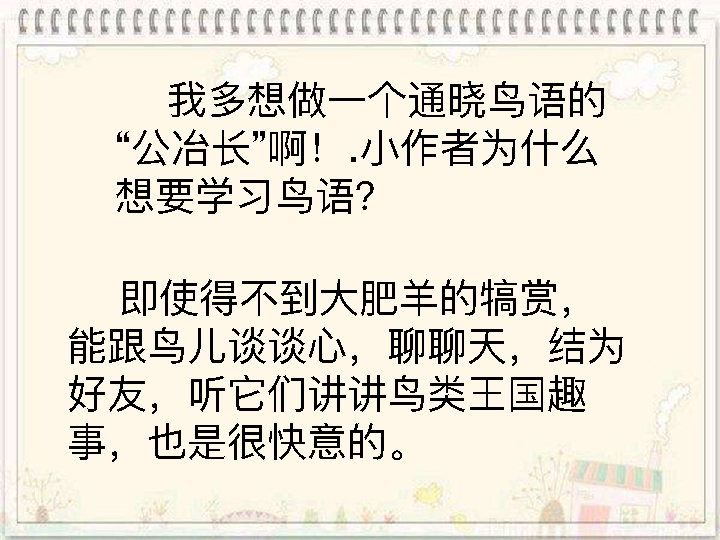 我多想做一个通晓鸟语的
“公冶长”啊！.小作者为什么
想要学习鸟语?
即使得不到大肥羊的犒赏，
能跟鸟儿谈谈心，聊聊天，结为
好友，听它们讲讲鸟类王国趣
事，也是很快意的。